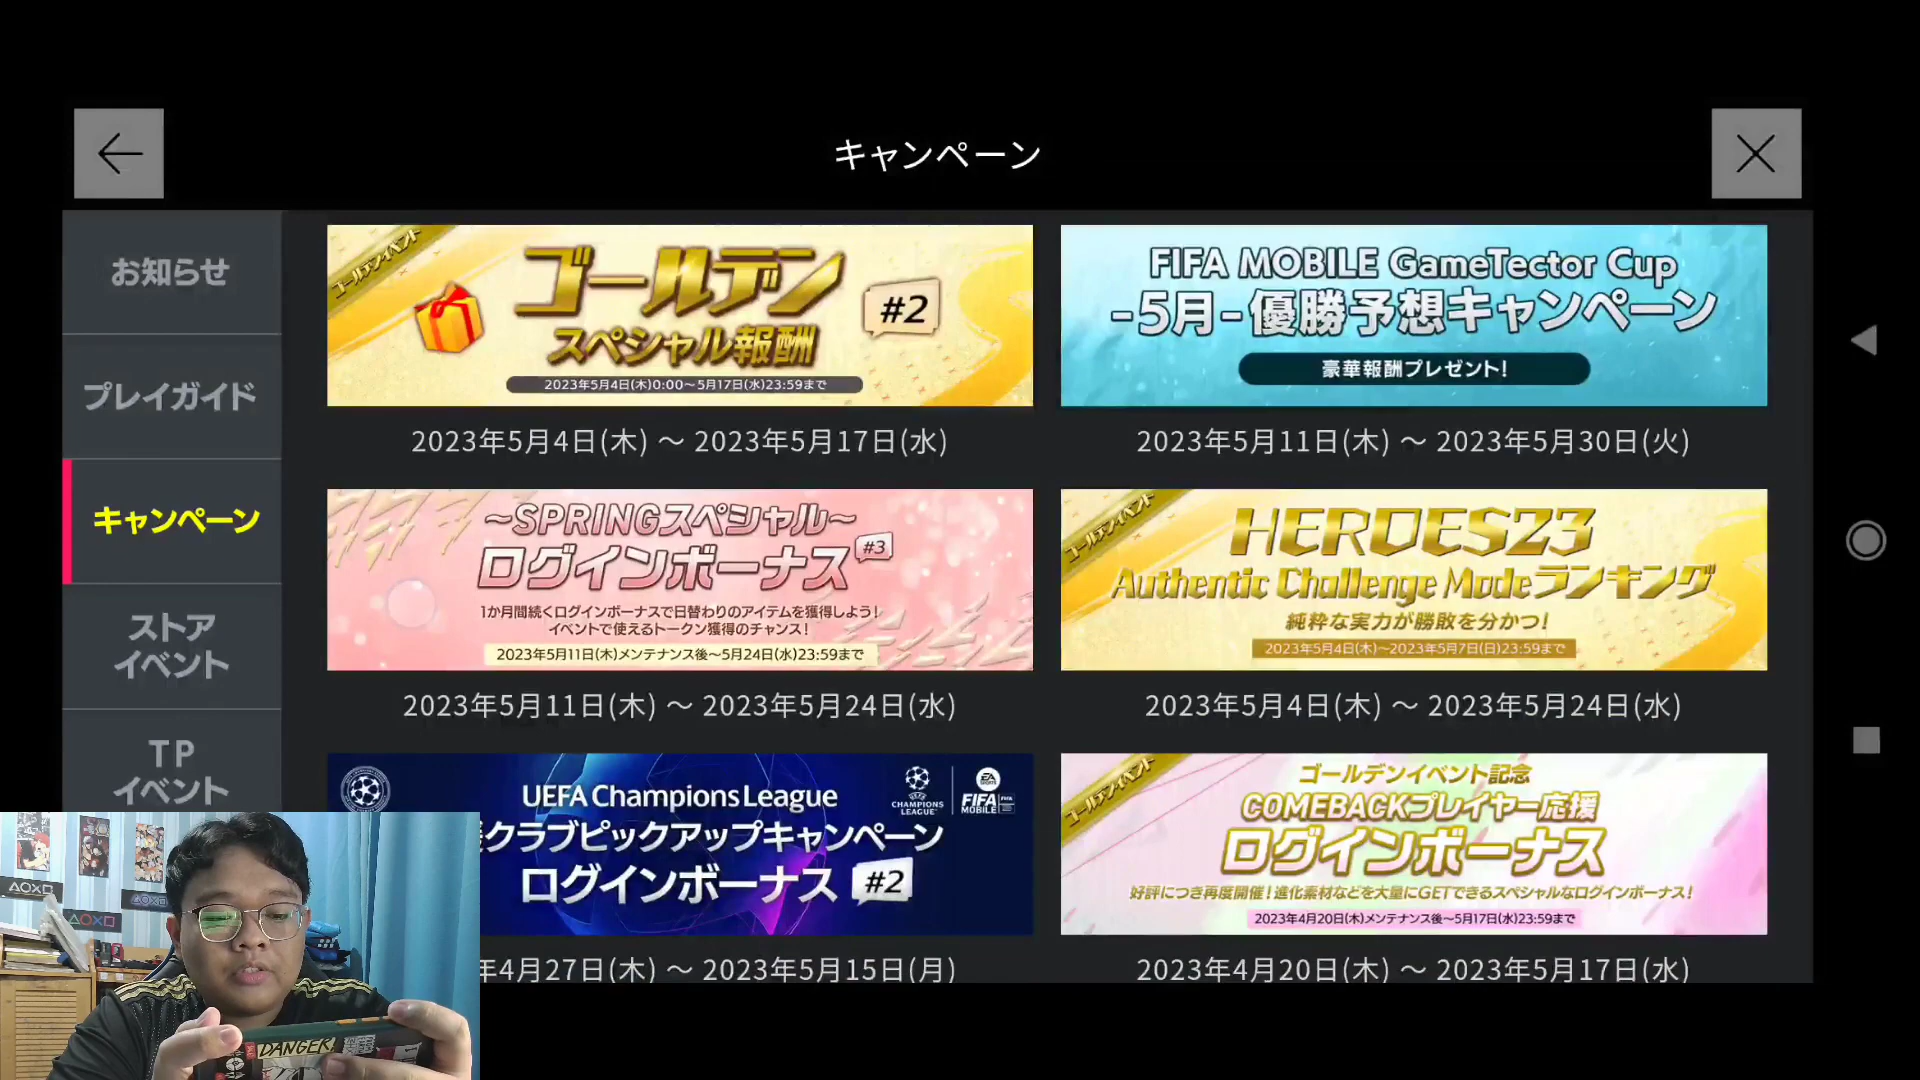 キャンペーン
お知らせ
プレイガイド
キャンペーン
ストア
イベント
TP
イベント
ゴールデンイベント
ゴールデン
スペシャル報酬
#2
2023年5月4日(木)0:00～5月17日(水)23:59まで
2023年5月4日(木) ～ 2023年5月17日(水)
FIFA MOBILE GameTector Cup
-5月-優勝予想キャンペーン
豪華報酬プレゼント!
2023年5月11日(木) ～ 2023年5月30日(火)
～SPRINGスペシャル～
ログインボーナス
#3
1か月間続くログインボーナスで日替わりのアイテムを獲得しよう!
イベントで使えるトークン獲得のチャンス!
2023年5月11日(木)メンテナンス後～5月24日(水)23:59まで
2023年5月11日(木) ～ 2023年5月24日(水)
ゴールデンイベント
HEROES23
Authentic Challenge Modeランキング
純粋な実力が勝敗を分かつ!
2023年5月4日(木)～2023年5月7日(日)23:59まで
2023年5月4日(木) ～ 2023年5月24日(水)
UEFA Champions League
クラブピックアップキャンペーン
ログインボーナス
#2
CHAMPIONS
LEAGUE
EA
SPORTS
FIFA
MOBILE
年4月27日(木) ～ 2023年5月15日(月)
ゴールデンイベント
ゴールデンイベント記念
COMEBACKプレイヤー応援
ログインボーナス
好評につき再度開催!進化素材などを大量にGETできるスペシャルなログインボーナス!
2023年4月20日(木)メンテナンス後～5月17日(水)23:59まで
2023年4月20日(木) ～ 2023年5月17日(水)
DANGER